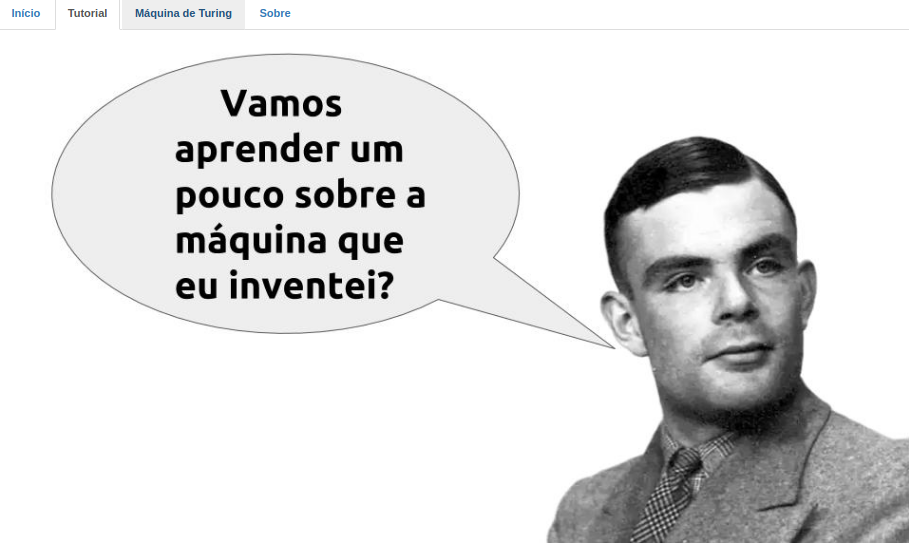 Início Tutorial Máquina de Turing Sobre
Vamos
aprender um
pouco sobre a
máquina que
eu inventei?